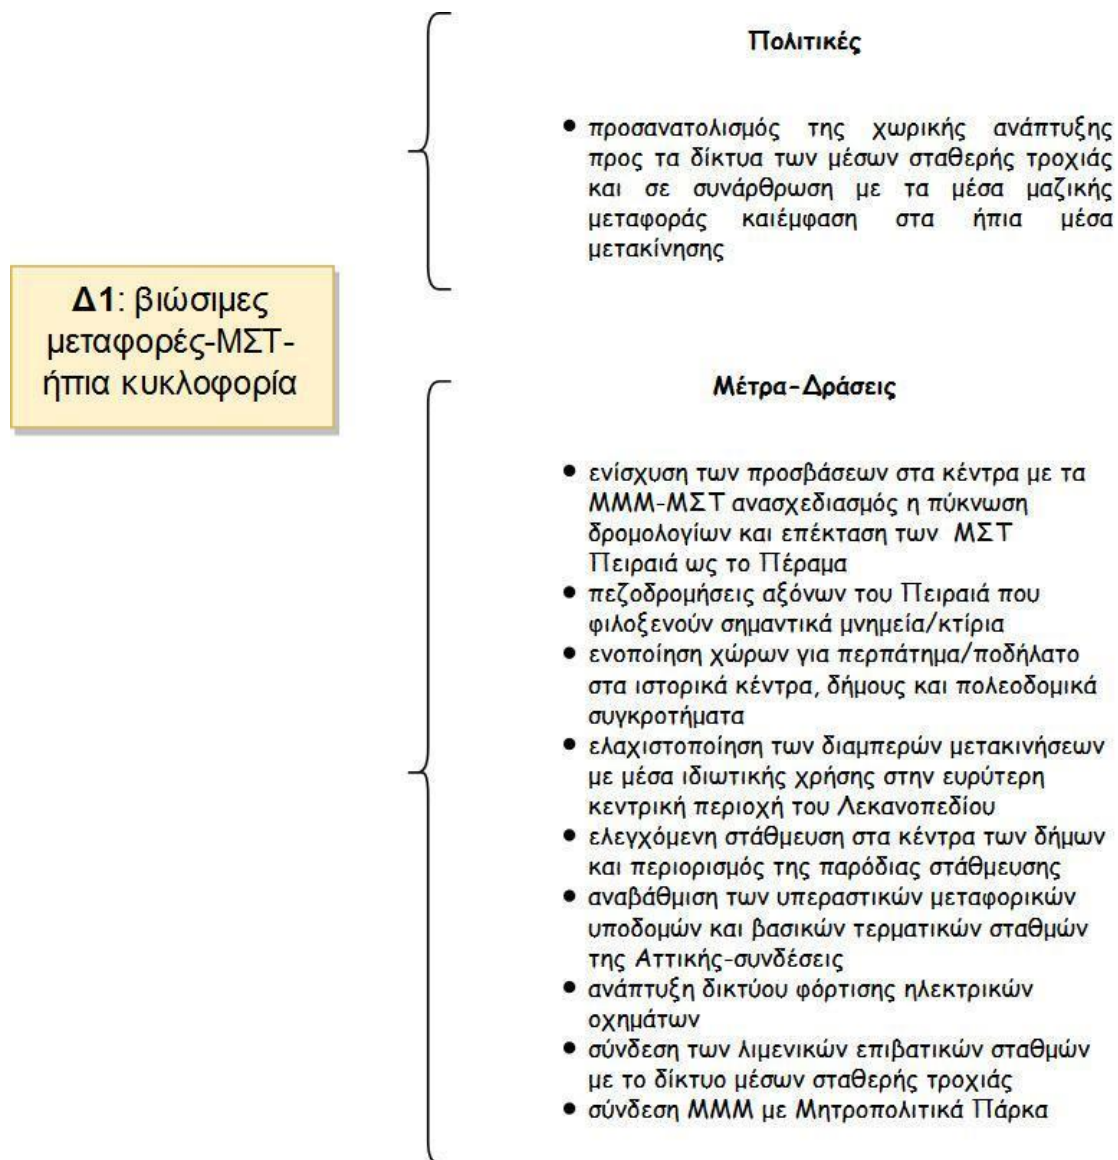 Πολιτικές
● προσανατολισμός της χωρικής ανάπτυξης
προς τα δίκτυα των μέσων σταθερής τροχιάς
και σε συνάρθρωση με τα μέσα μαζικής
μεταφοράς καιέμφαση στα ήπια μέσα
μετακίνησης
Δ1: βιώσιμες
μεταφορές-ΜΣΤ-
ήπια κυκλοφορία
Μέτρα-Δράσεις
● ενίσχυση των προσβάσεων στα κέντρα με τα
ΜΜΜ-ΜΣΤ ανασχεδιασμός η πύκνωση
δρομολογίων και επέκταση των ΜΣΤ
Πειραιά ως το Πέραμα
● πεζοδρομήσεις αξόνων του Πειραιά που
φιλοξενούν σημαντικά μνημεία/κτίρια
● ενοποίηση χώρων για περπάτημα/ποδήλατο
στα ιστορικά κέντρα, δήμους και πολεοδομικά
συγκροτήματα
● ελαχιστοποίηση των διαμπερών μετακινήσεων
με μέσα ιδιωτικής χρήσης στην ευρύτερη
κεντρική περιοχή του Λεκανοπεδίου
● ελεγχόμενη στάθμευση στα κέντρα των δήμων
και περιορισμός της παρόδιας στάθμευσης
● αναβάθμιση των υπεραστικών μεταφορικών
υποδομών και βασικών τερματικών σταθμών
της Αττικής-συνδέσεις
● ανάπτυξη δικτύου φόρτισης ηλεκτρικών
οχημάτων
● σύνδεση των λιμενικών επιβατικών σταθμών
με το δίκτυο μέσων σταθερής τροχιάς
● σύνδεση ΜΜΜ με Μητροπολιτικά Πάρκα